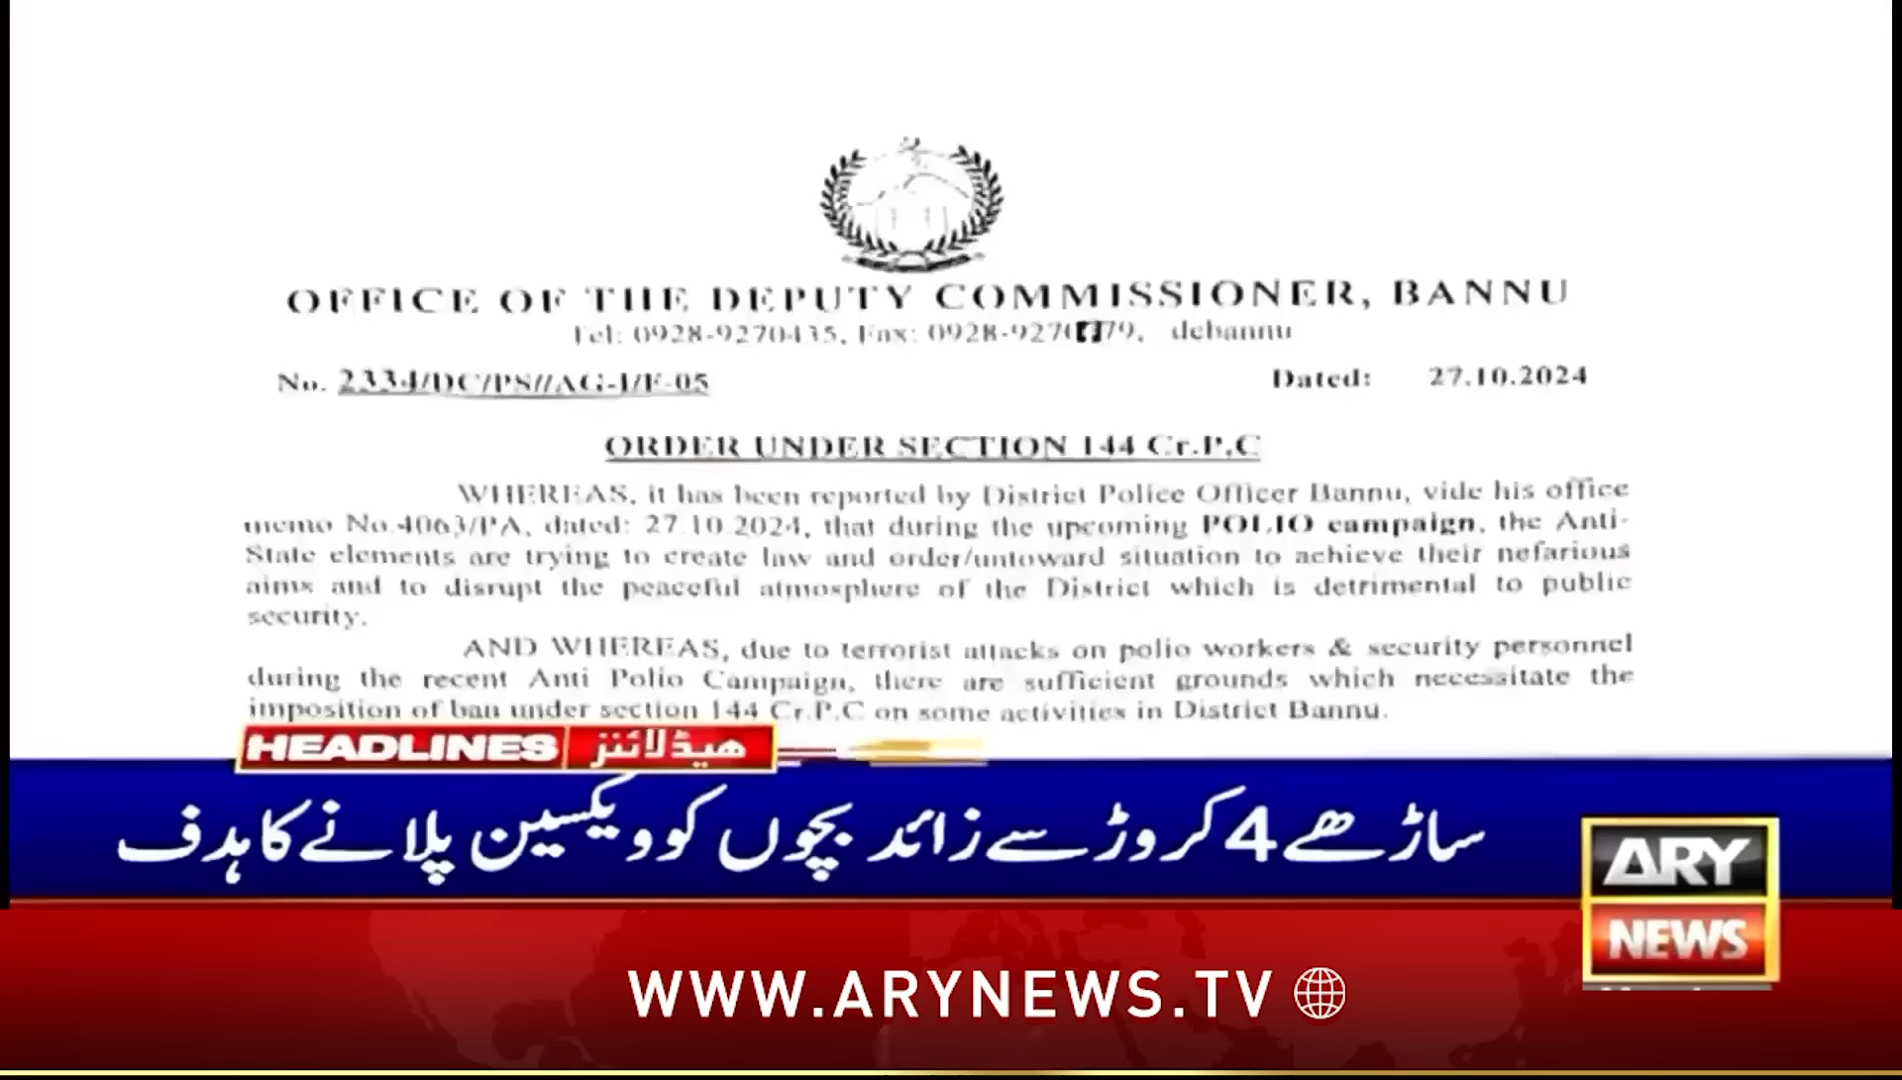 OFFICE OF THE DEPUTY COMMISSIONER, BANNU
Tel: 0928-9270435, Fax: 0928-927079, dcbannu
No. 2334/DC/PS//AG-I/F-05
Dated: 27.10.2024
ORDER UNDER SECTION 144 Cr.P.C
WHEREAS, it has been reported by District Police Officer Bannu, vide his office
memo No.4063/PA, dated: 27.10.2024, that during the upcoming POLIO campaign, the Anti-
State elements are trying to create law and order/untoward situation to achieve their nefarious
aims and to disrupt the peaceful atmosphere of the District which is detrimental to public
security.
AND WHEREAS, due to terrorist attacks on polio workers & security personnel
during the recent Anti Polio Campaign, there are sufficient grounds which necessitate the
imposition of ban under section 144 Cr.P.C on some activities in District Bannu.
HEADLINES ھیڈلائنز
ساڑھے 4 کروڑ سے زائد بچوں کو ویکسین پلانے کا ہدف
ARY
NEWS
WWW.ARYNEWS.TV